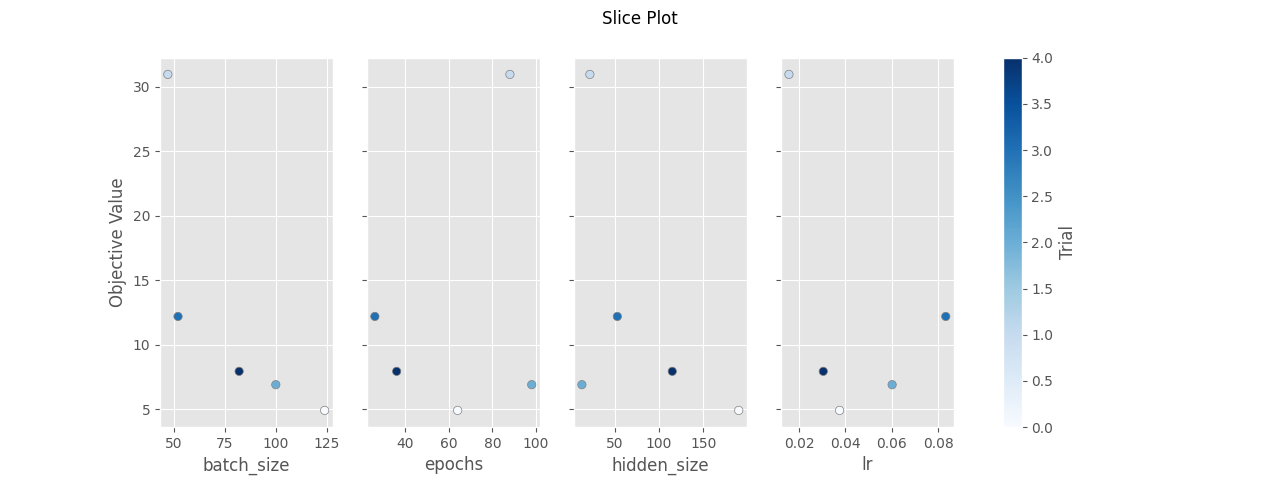 Slice Plot
Objective Value
30
25
20
15
10
5
50 75 100 125
batch_size
40 60 80 100
epochs
50 100 150
hidden_size
0.02 0.04 0.06 0.08
lr
4.0
3.5
3.0
2.5
2.0
1.5
1.0
0.5
0.0
Trial